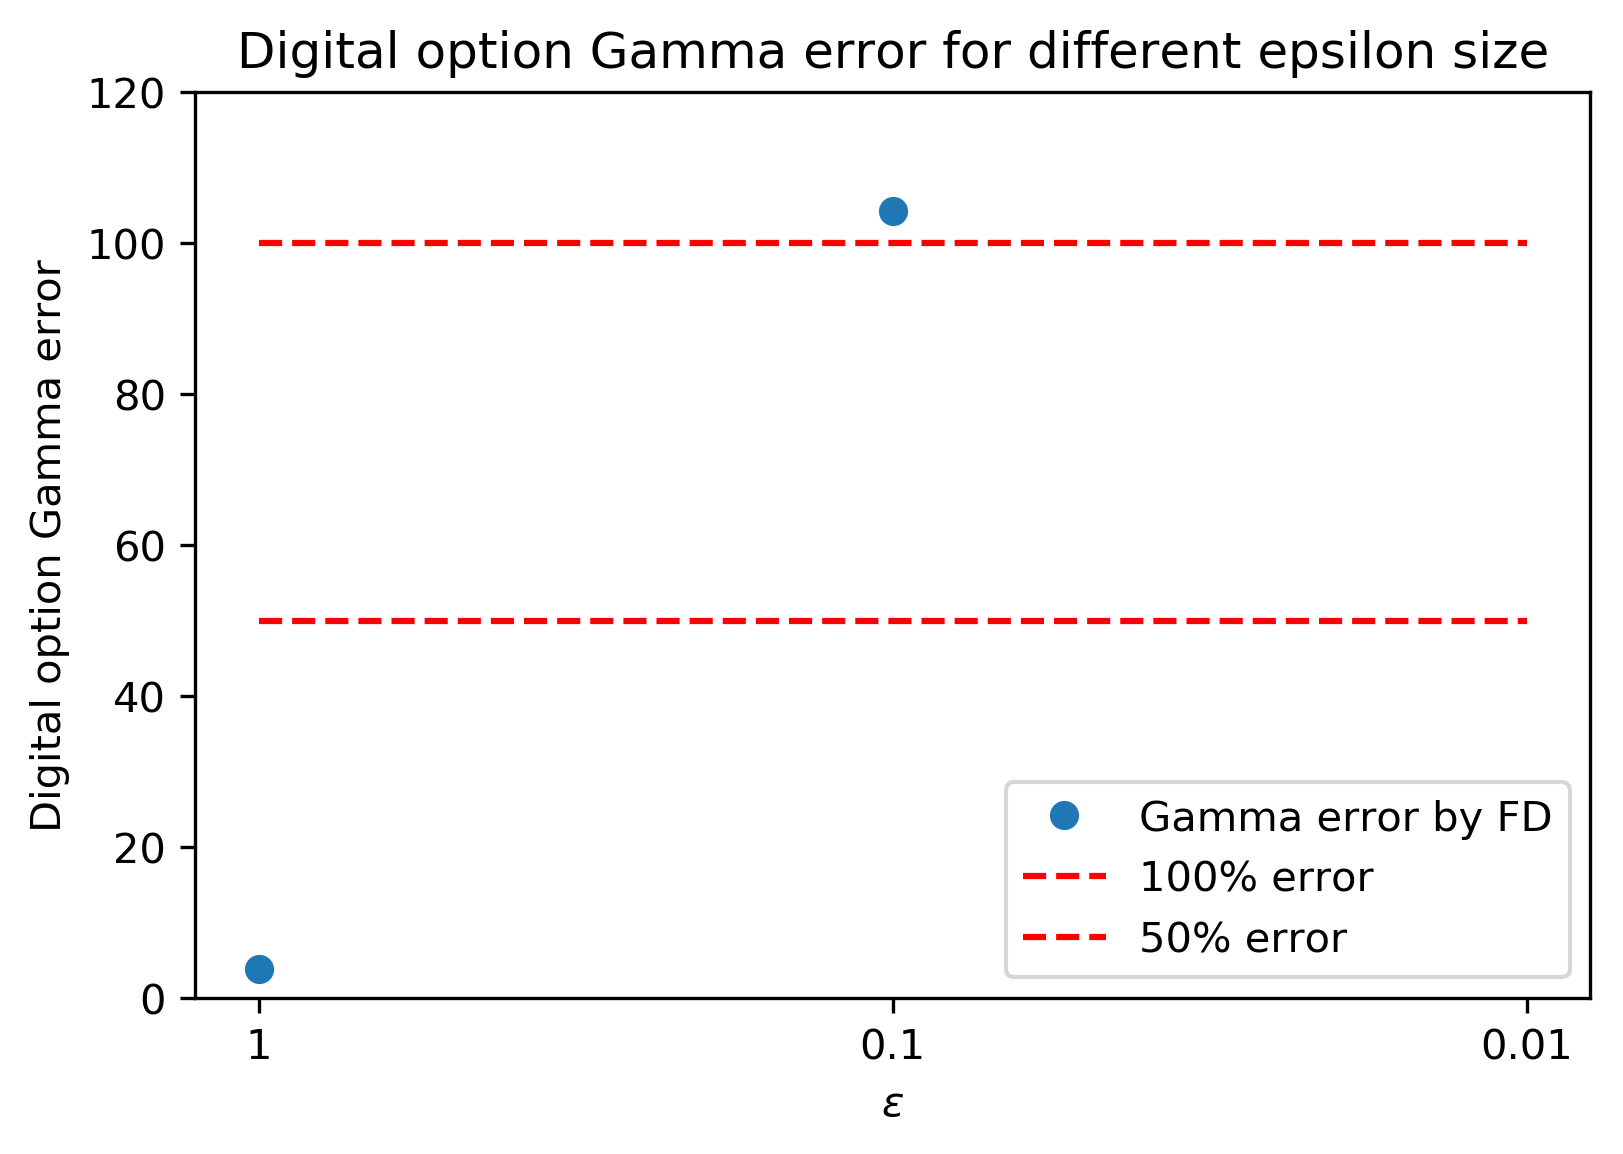 Digital option Gamma error for different epsilon size
Digital option Gamma error
120
100
80
60
40
20
0
Gamma error by FD
100% error
50% error
1
0.1
0.01
ε